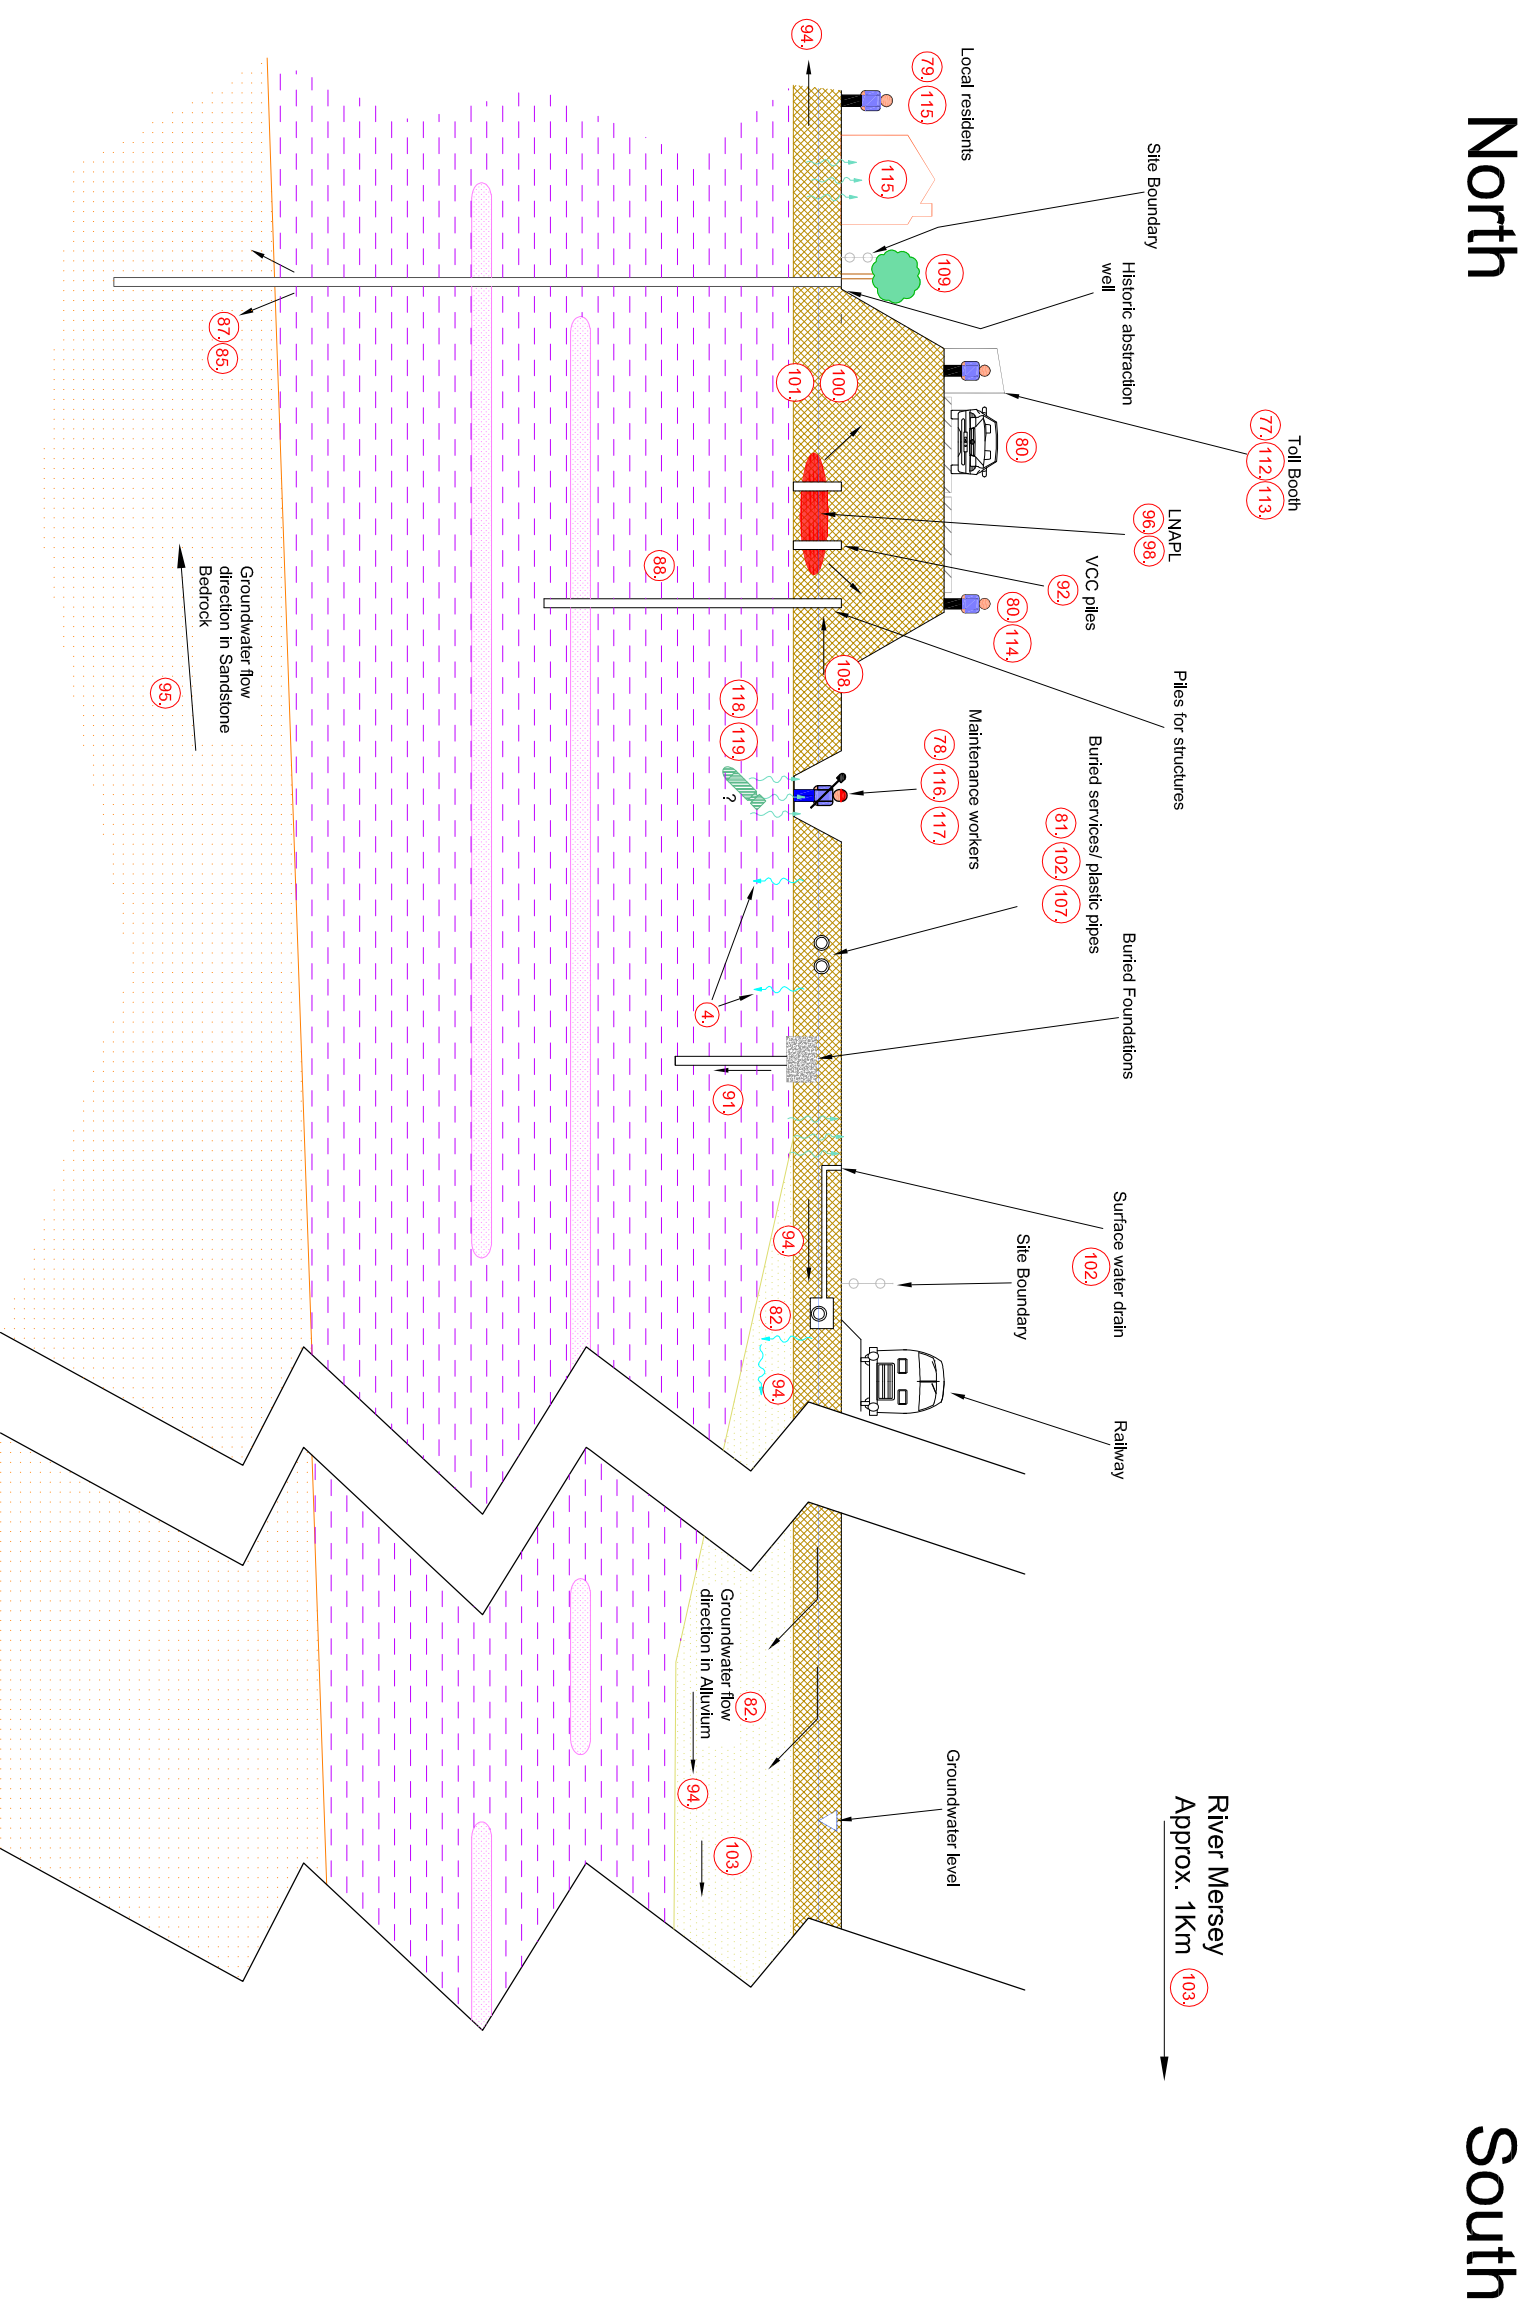 North
South
River Mersey
Approx. 1Km
103.
Toll Booth
77. 112. 113.
Site Boundary
Historic abstraction
well
LNAPL
96. 98.
VCC piles
92.
Piles for structures
Buried services/ plastic pipes
81. 102. 107.
Buried Foundations
Surface water drain
102.
Site Boundary
Railway
Local residents
79. 115.
94.
115.
109.
80.
80. 114.
Maintenance workers
78. 116. 117.
Groundwater level
100.
101.
108.
118.
119.
?
88.
4.
91.
94.
82.
94.
Groundwater flow
direction in Alluvium
82.
94.
103.
87. 85.
Groundwater flow
direction in Sandstone
Bedrock
95.